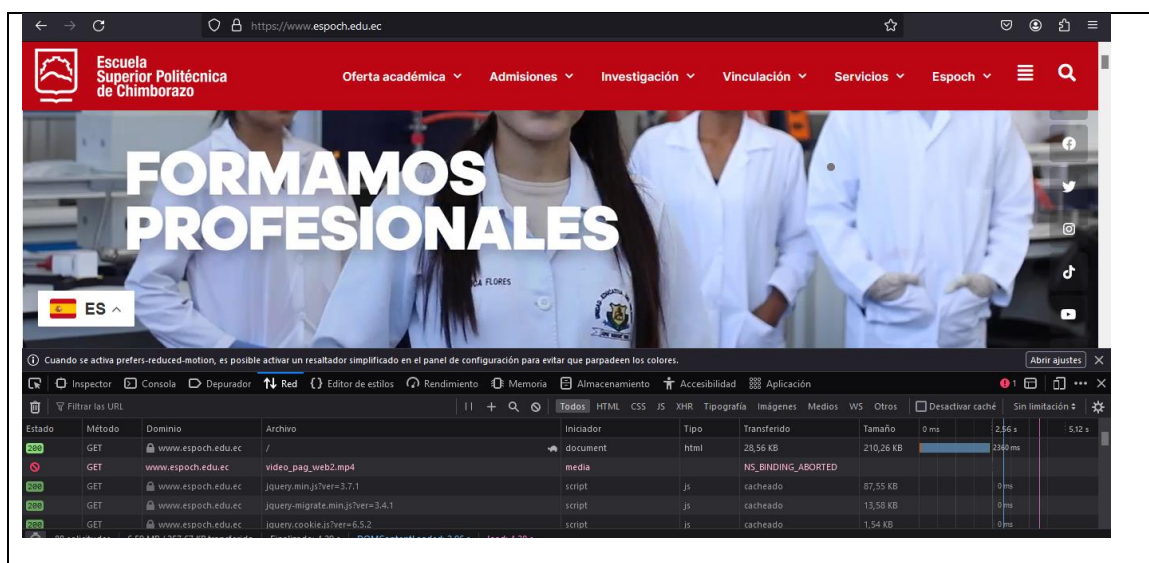 https://www.espoch.edu.ec
Escuela
Superior Politécnica
de Chimborazo
Oferta académica Admisiones Investigación Vinculación Servicios Espoch
FORMAMOS
PROFESIONALES
FLORES
ES
Cuando se activa prefers-reduced-motion, es posible activar un resaltador simplificado en el panel de configuración para evitar que parpadeen los colores. Abrir ajustes
Inspector Consola Depurador Red Editor de estilos Rendimiento Memoria Almacenamiento Accesibilidad Aplicación 1
Filtrar las URL Todos HTML CSS JS XHR Tipografía Imágenes Medios WS Otros Desactivar caché Sin limitación
Estado Método Dominio Archivo Iniciador Tipo Transferido Tamaño 0 ms 2,56 s 5,12 s
200 GET www.espoch.edu.ec / document html 28,56 KB 210,26 KB 2360 ms
GET www.espoch.edu.ec video_pag_web2.mp4 media NS_BINDING_ABORTED
200 GET www.espoch.edu.ec jquery.min.js?ver=3.7.1 script js cacheado 87,55 KB 0 ms
200 GET www.espoch.edu.ec jquery-migrate.min.js?ver=3.4.1 script js cacheado 13,58 KB 0 ms
200 GET www.espoch.edu.ec jquery.cookie.js?ver=6.5.2 script js cacheado 1,54 KB 0 ms